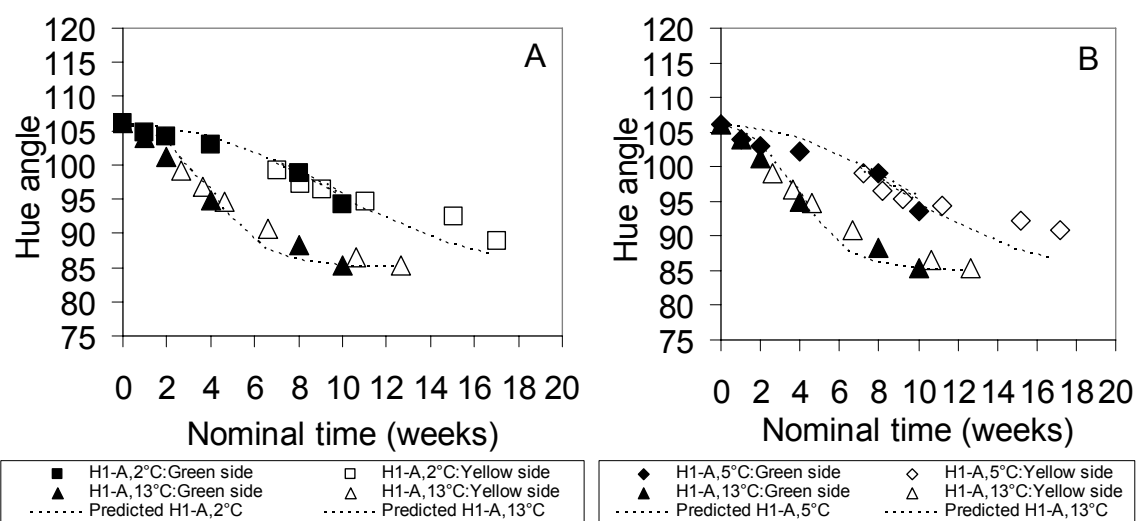 A
Hue angle
120
115
110
105
100
95
90
85
80
75
0 2 4 6 8 10 12 14 16 18 20
Nominal time (weeks)
H1-A,2°C:Green side H1-A,2°C:Yellow side
H1-A,13°C:Green side H1-A,13°C:Yellow side
Predicted H1-A,2°C Predicted H1-A,13°C
B
Hue angle
120
115
110
105
100
95
90
85
80
75
0 2 4 6 8 10 12 14 16 18 20
Nominal time (weeks)
H1-A,5°C:Green side H1-A,5°C:Yellow side
H1-A,13°C:Green side H1-A,13°C:Yellow side
Predicted H1-A,5°C Predicted H1-A,13°C